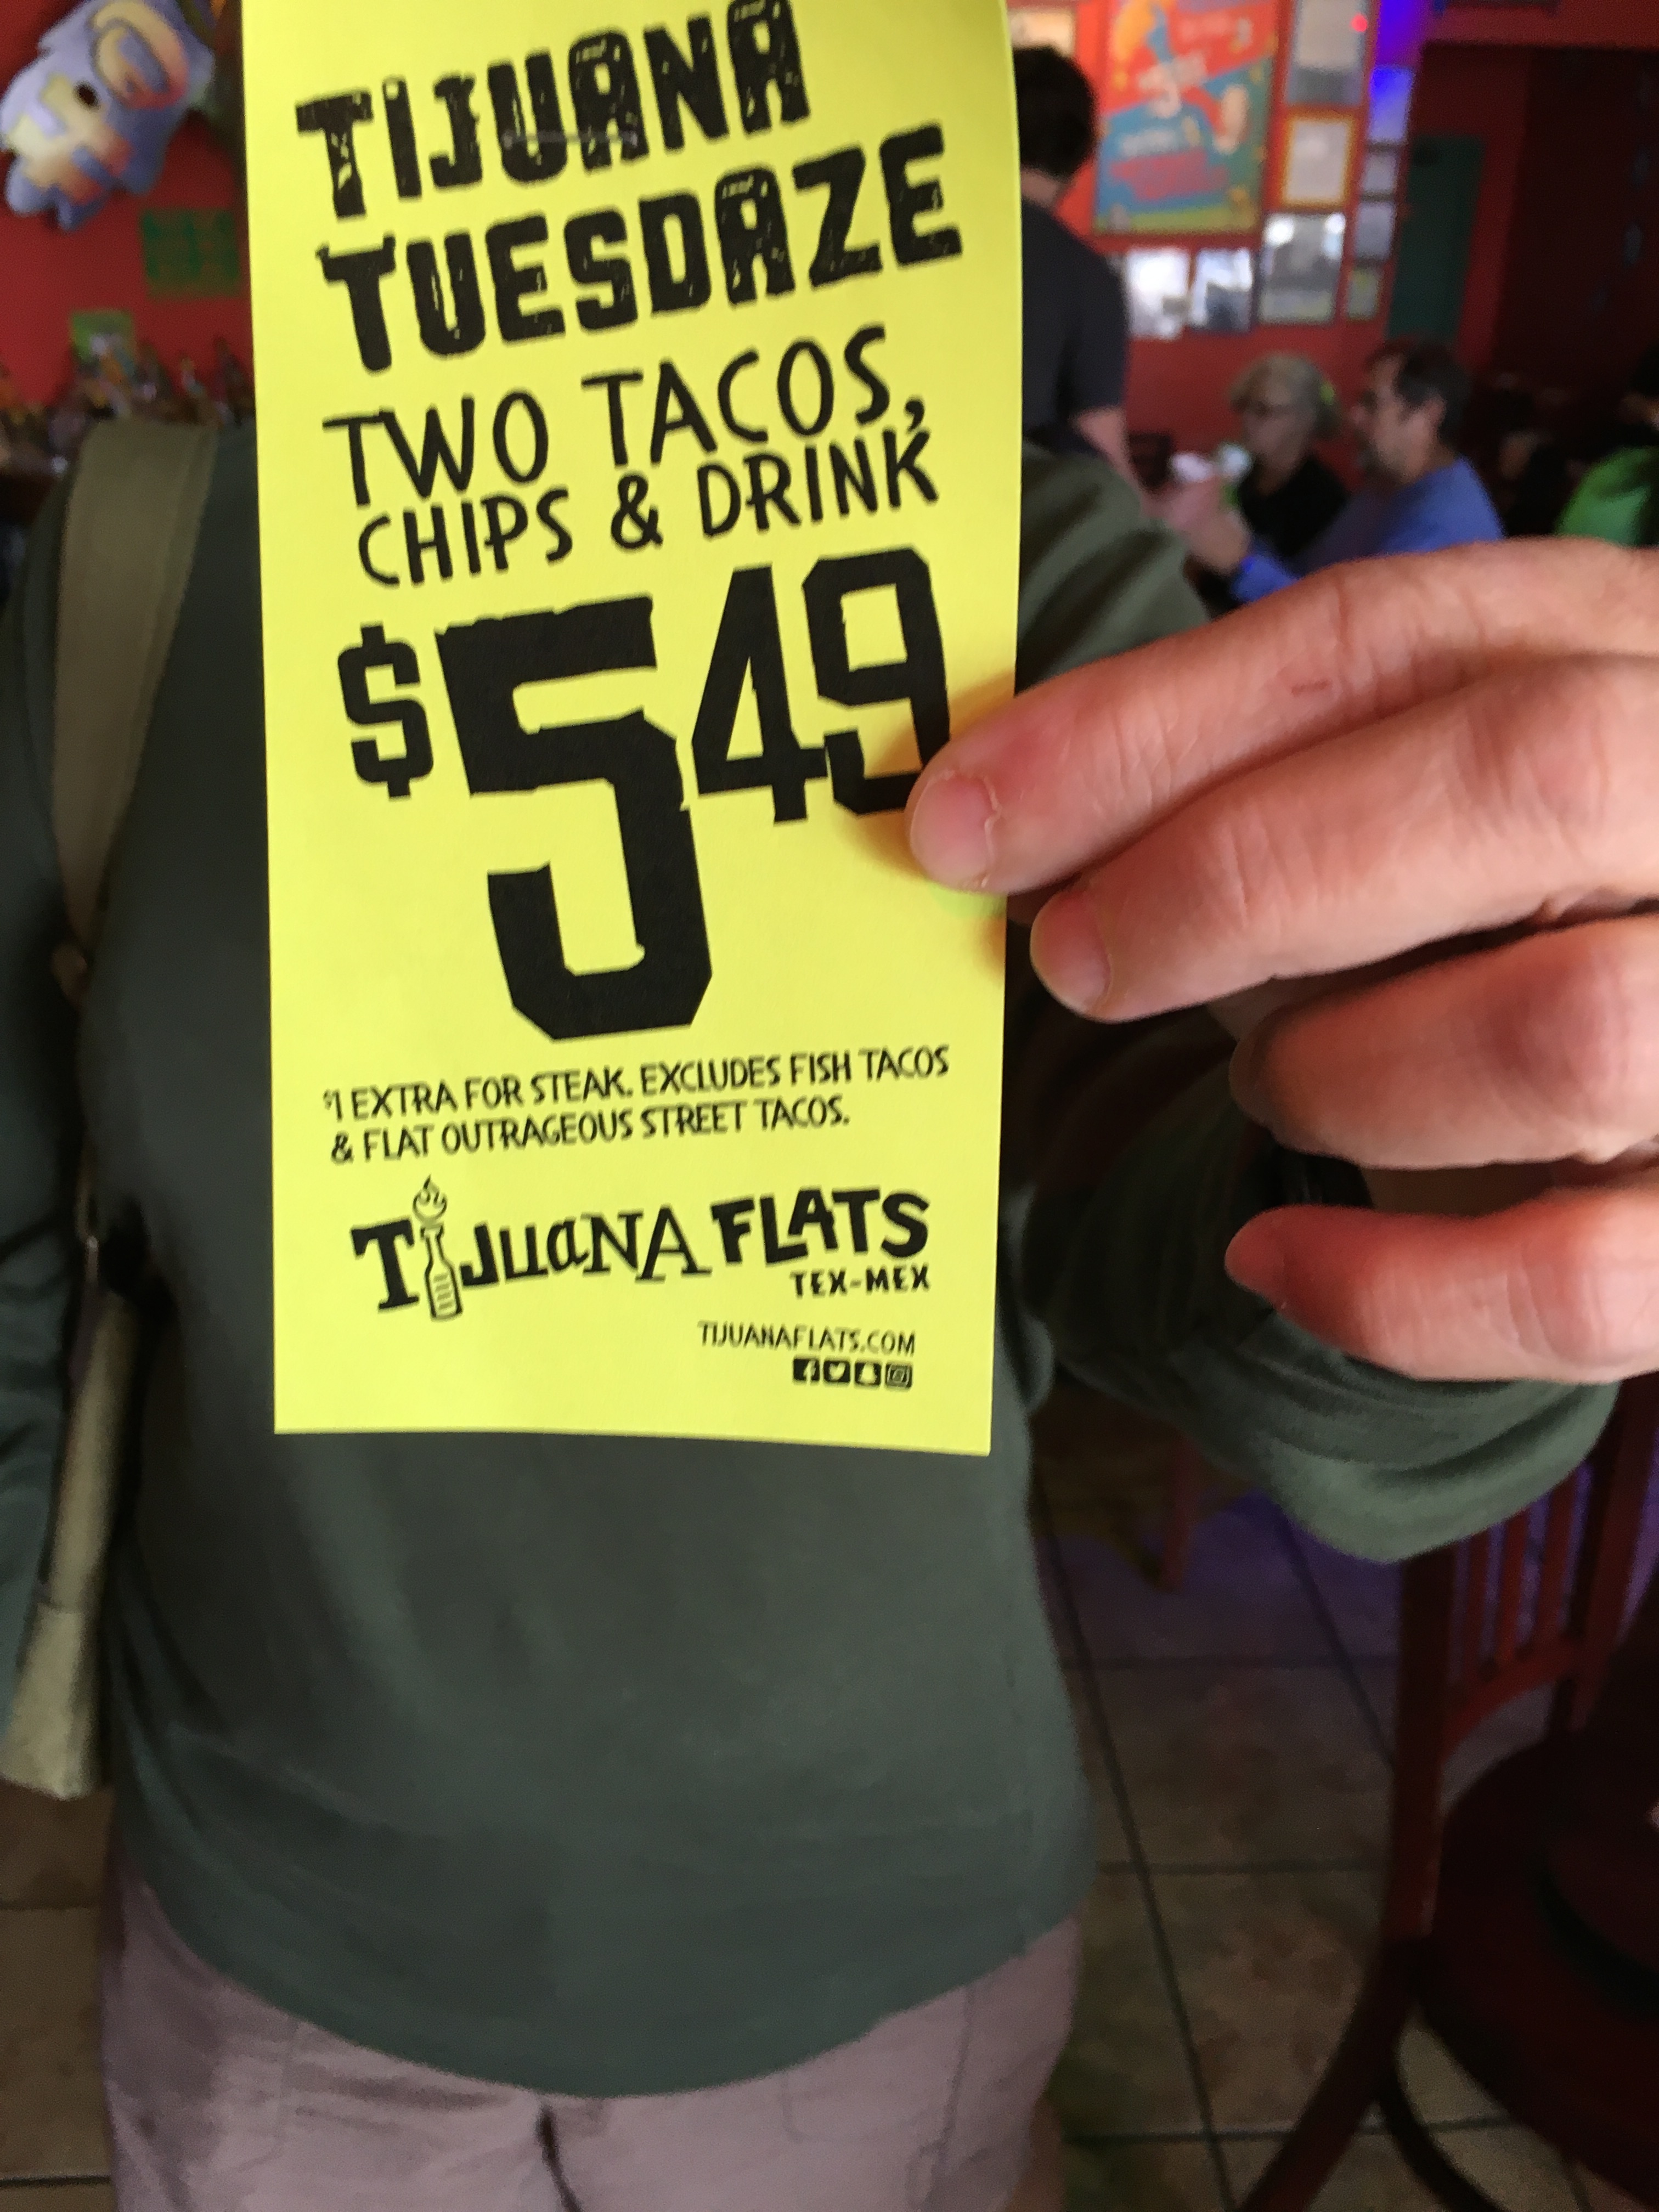 TIJUANA
TUESDAZE
TWO TACOS,
CHIPS & DRINK
$549
$1 EXTRA FOR STEAK. EXCLUDES FISH TACOS
& FLAT OUTRAGEOUS STREET TACOS.
TIJUANA FLATS
TEX-MEX
TIJUANAFLATS.COM